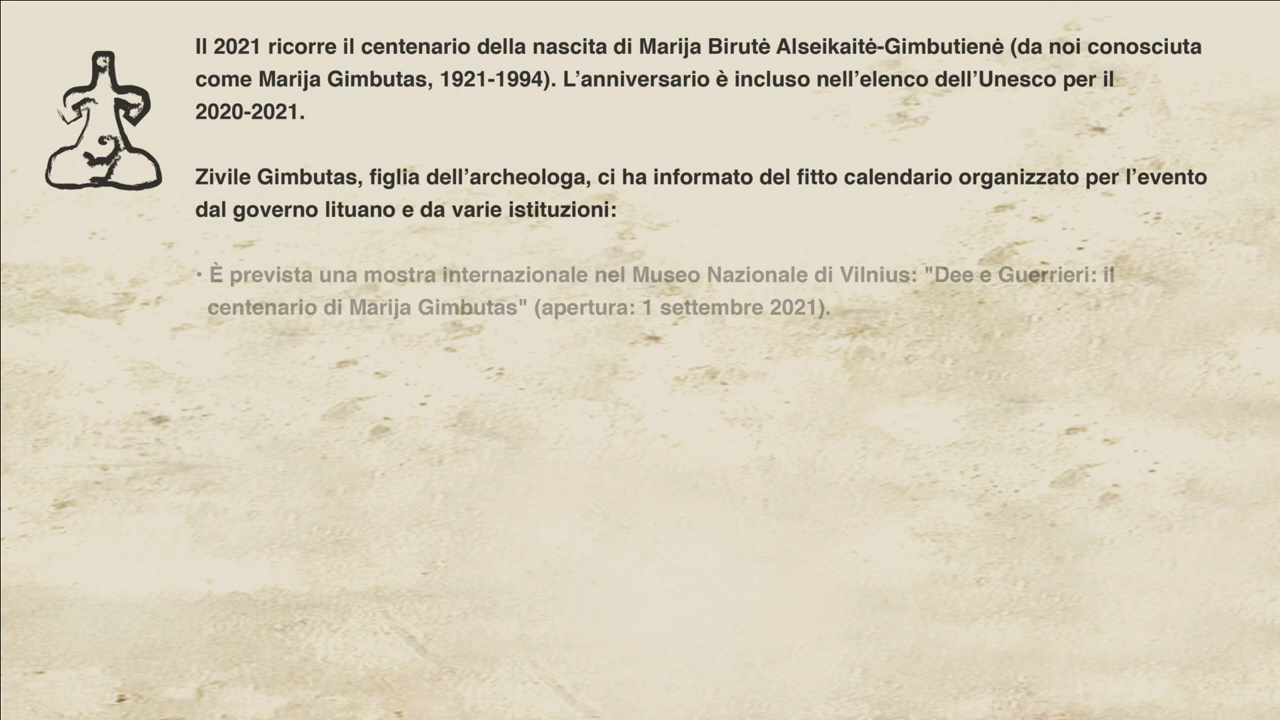 Il 2021 ricorre il centenario della nascita di Marija Birutė Alseikaitė-Gimbutienė (da noi conosciuta
come Marija Gimbutas, 1921-1994). L’anniversario è incluso nell’elenco dell’Unesco per il
2020-2021.
Zivile Gimbutas, figlia dell’archeologa, ci ha informato del fitto calendario organizzato per l’evento
dal governo lituano e da varie istituzioni:
• È prevista una mostra internazionale nel Museo Nazionale di Vilnius: "Dee e Guerrieri: il
centenario di Marija Gimbutas" (apertura: 1 settembre 2021).